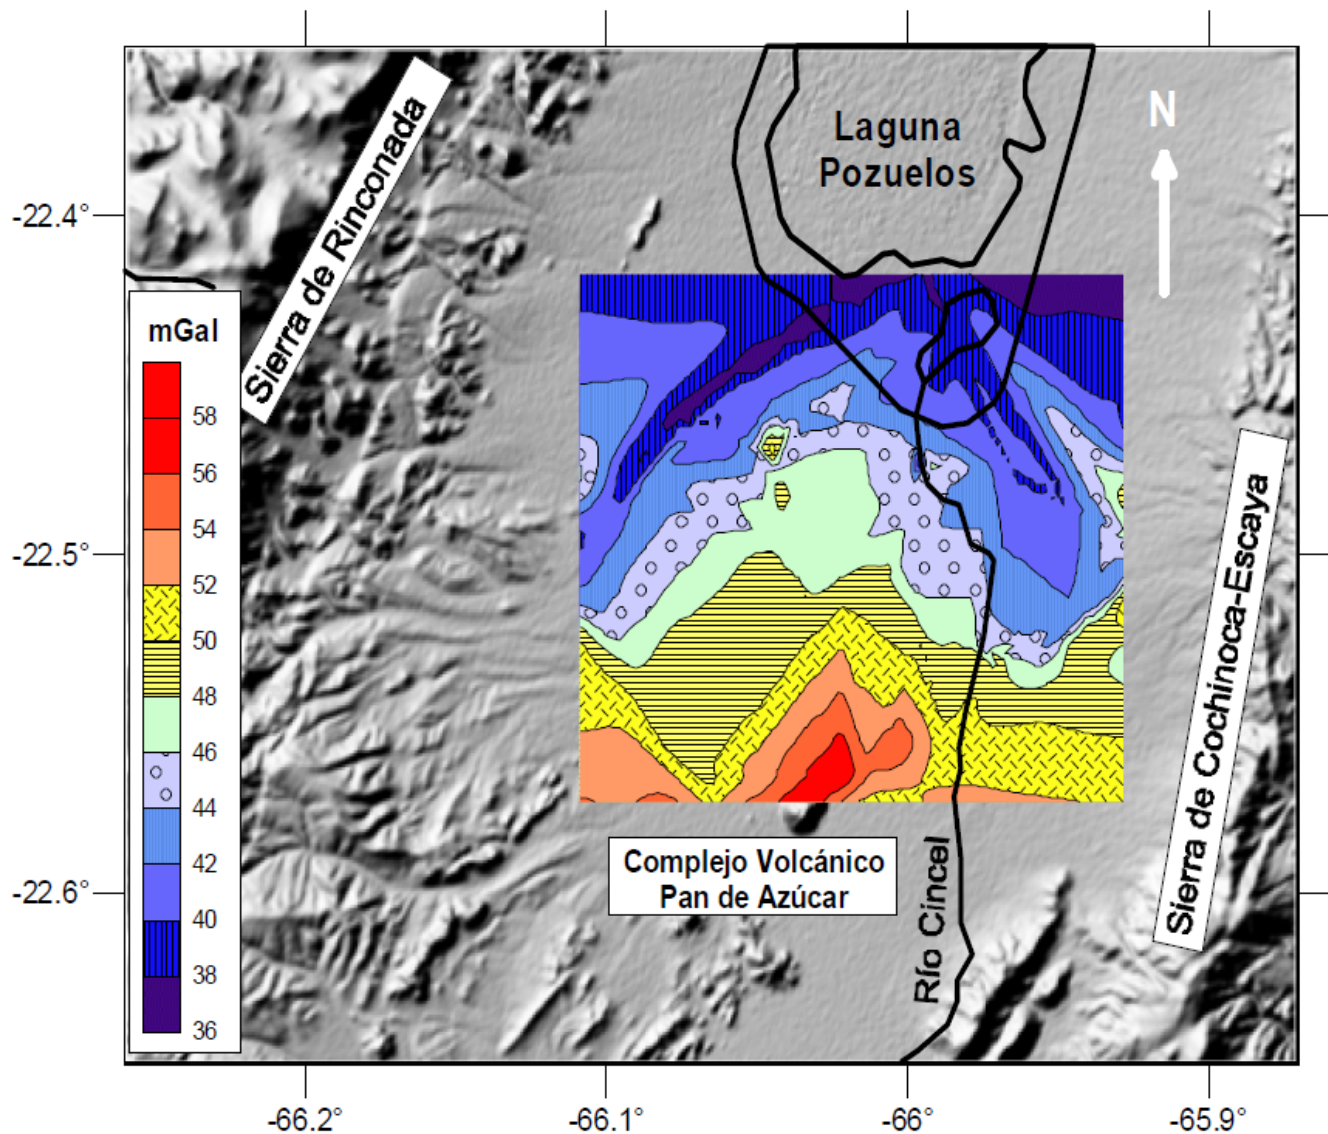 Laguna
Pozuelos
N
Sierra de Rinconada
-22.4°
mGal
58
56
54
52
50
48
46
44
42
40
38
36
-22.5°
Sierra de Cochinoca-Escaya
Complejo Volcánico
Pan de Azúcar
Río Cincel
-22.6°
-66.2°
-66.1°
-66°
-65.9°